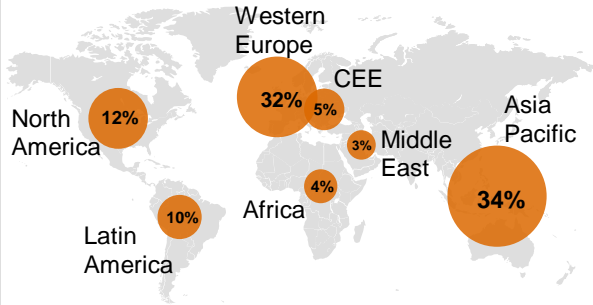 Western
Europe
32%
CEE
5%
Asia
Pacific
34%
North
America
12%
Middle
East
3%
Africa
4%
Latin
America
10%